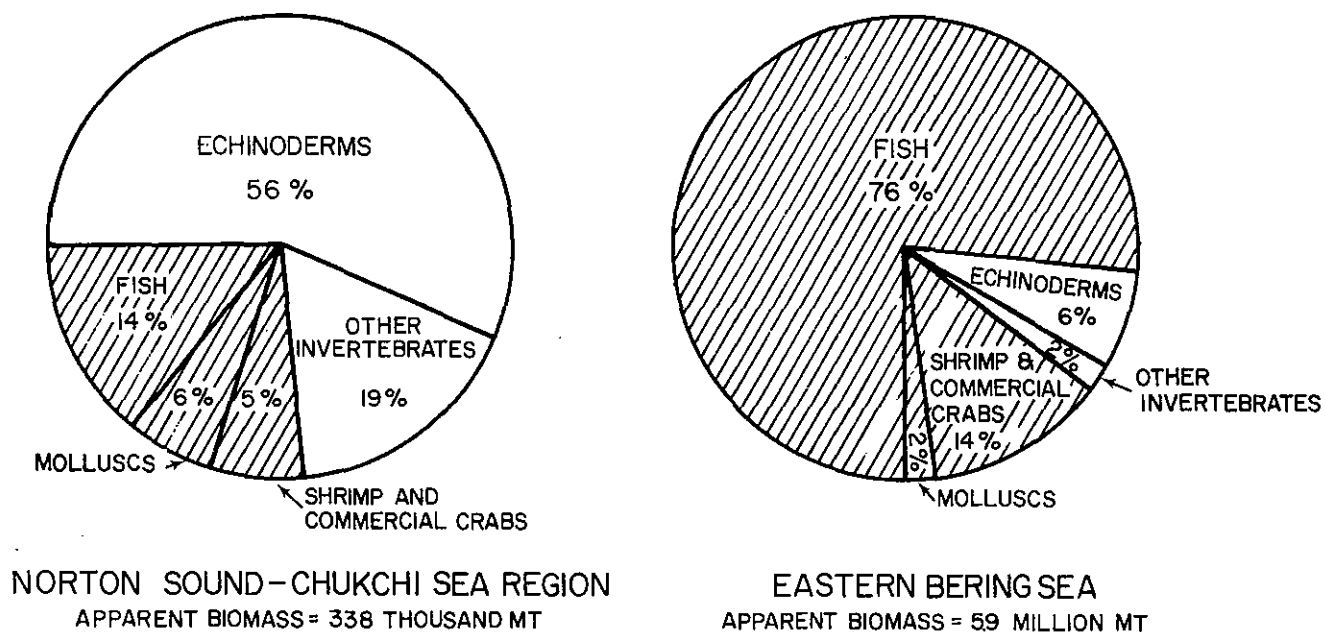 ECHINODERMS
56 %
FISH
14 %
6 %
5 %
OTHER
INVERTEBRATES
19 %
MOLLUSCS
SHRIMP AND
COMMERCIAL CRABS
NORTON SOUND-CHUKCHI SEA REGION
APPARENT BIOMASS = 338 THOUSAND MT
FISH
76 %
ECHINODERMS
6 %
2 %
OTHER
INVERTEBRATES
SHRIMP &
COMMERCIAL
CRABS
14 %
2 %
MOLLUSCS
EASTERN BERING SEA
APPARENT BIOMASS = 5.9 MILLION MT